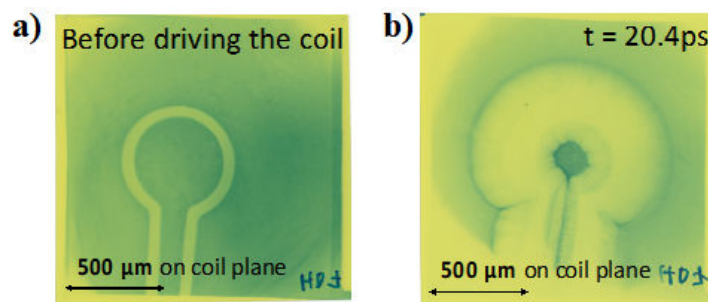 a)
Before driving the coil
500 μm on coil plane
b)
t = 20.4ps
500 μm on coil plane